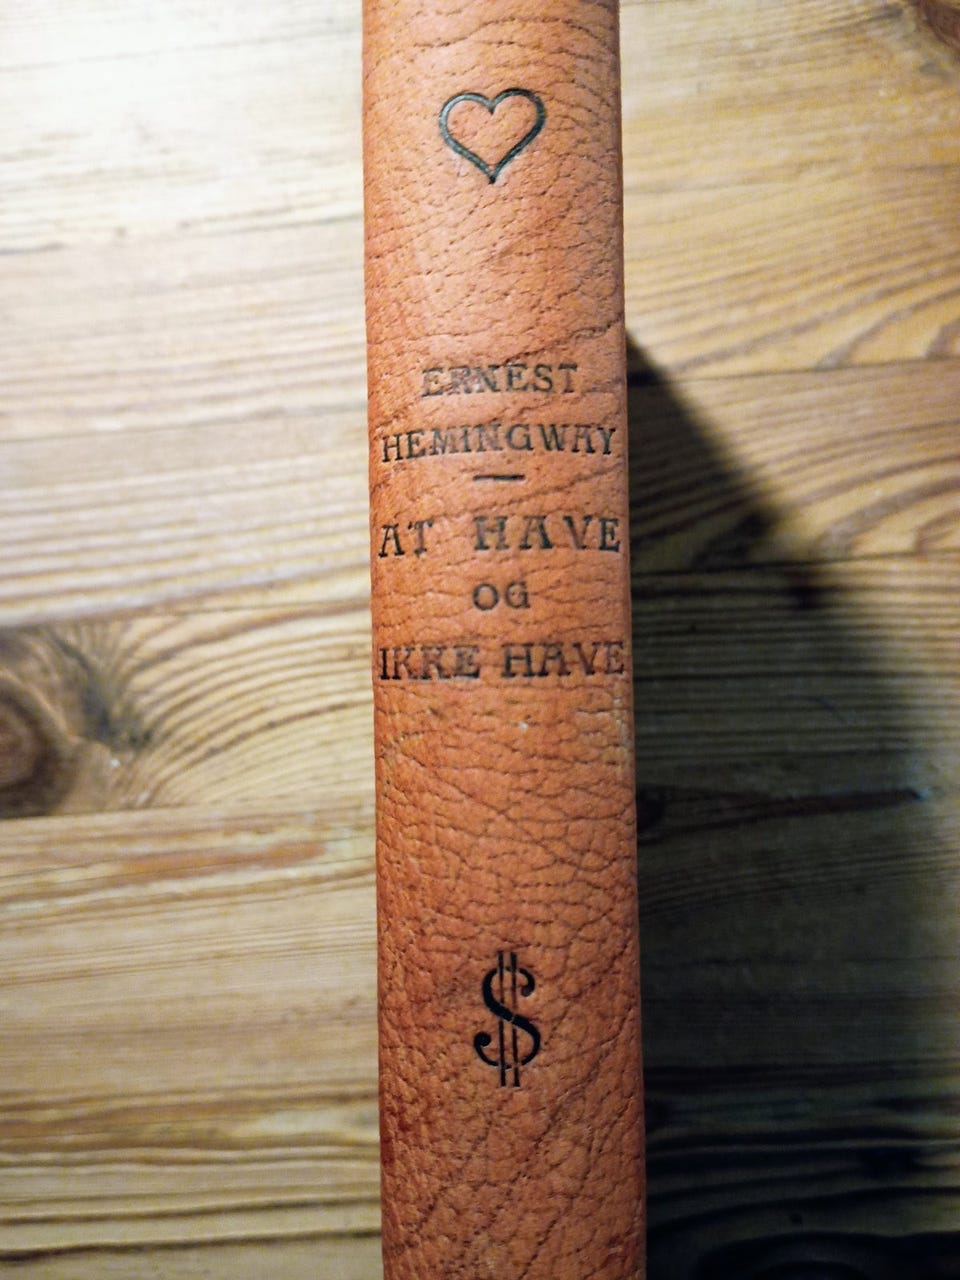 ERNEST
HEMINGWAY
AT HAVE
OG
IKKE HAVE
$